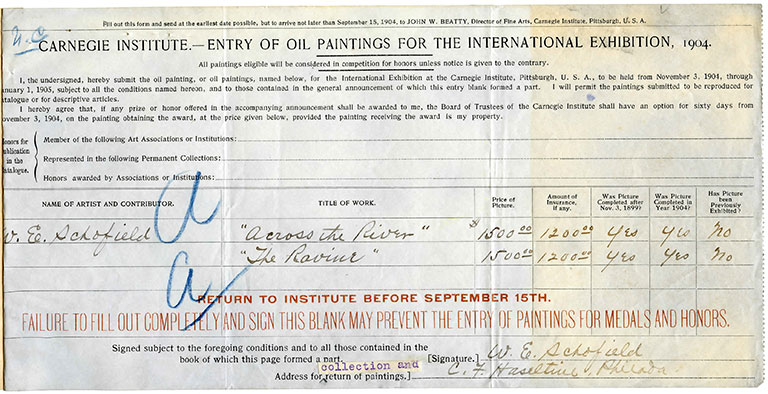 Fill out this form and send at the earliest date possible, but to arrive not later than September 15, 1904, to JOHN W. BEATTY, Director of Fine Arts, Carnegie Institute, Pittsburgh, U. S. A.
CARNEGIE INSTITUTE.—ENTRY OF OIL PAINTINGS FOR THE INTERNATIONAL EXHIBITION, 1904.
All paintings eligible will be considered in competition for honors unless notice is given to the contrary.
I, the undersigned, hereby submit the oil painting, or oil paintings, named below, for the International Exhibition at the Carnegie Institute, Pittsburgh, U. S. A., to be held from November 3, 1904, through
anuary 1, 1905, subject to all the conditions named hereon, and to those contained in the general announcement of which this entry blank formed a part. I will permit the paintings submitted to be reproduced for
atalogue or for descriptive articles.
I hereby agree that, if any prize or honor offered in the accompanying announcement shall be awarded to me, the Board of Trustees of the Carnegie Institute shall have an option for sixty days from
ovember 3, 1904, on the painting obtaining the award, at the price given below, provided the painting receiving the award is my property.
Honors for
publication
in the
Catalogue.
Member of the following Art Associations or Institutions:
Represented in the following Permanent Collections:
Honors awarded by Associations or Institutions:
NAME OF ARTIST AND CONTRIBUTOR. TITLE OF WORK. Price of Picture. Amount of Insurance, if any. Was Picture Completed after Nov. 3, 1899? Was Picture Completed in Year 1904? Has Picture been Previously Exhibited?
W. E. Schofield "Across the River" $1500.00 1200.00 Yes Yes No
"The Ravine" 1500.00 1200.00 Yes Yes No
a
a
RETURN TO INSTITUTE BEFORE SEPTEMBER 15TH.
FAILURE TO FILL OUT COMPLETELY AND SIGN THIS BLANK MAY PREVENT THE ENTRY OF PAINTINGS FOR MEDALS AND HONORS.
Signed subject to the foregoing conditions and to all those contained in the
book of which this page formed a part. [Signature.] W. E. Schofield
collection and
Address for return of paintings.] C. F. Haseltine, Philada